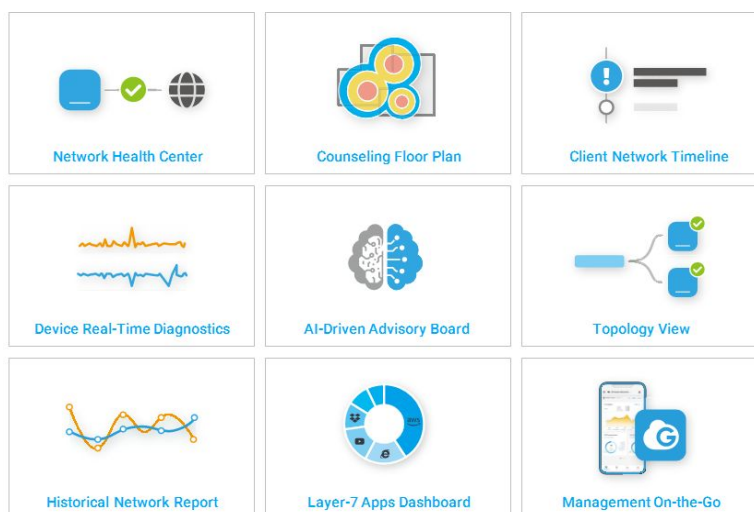 Network Health Center
Counseling Floor Plan
Client Network Timeline
Device Real-Time Diagnostics
AI-Driven Advisory Board
Topology View
Historical Network Report
Layer-7 Apps Dashboard
Management On-the-Go